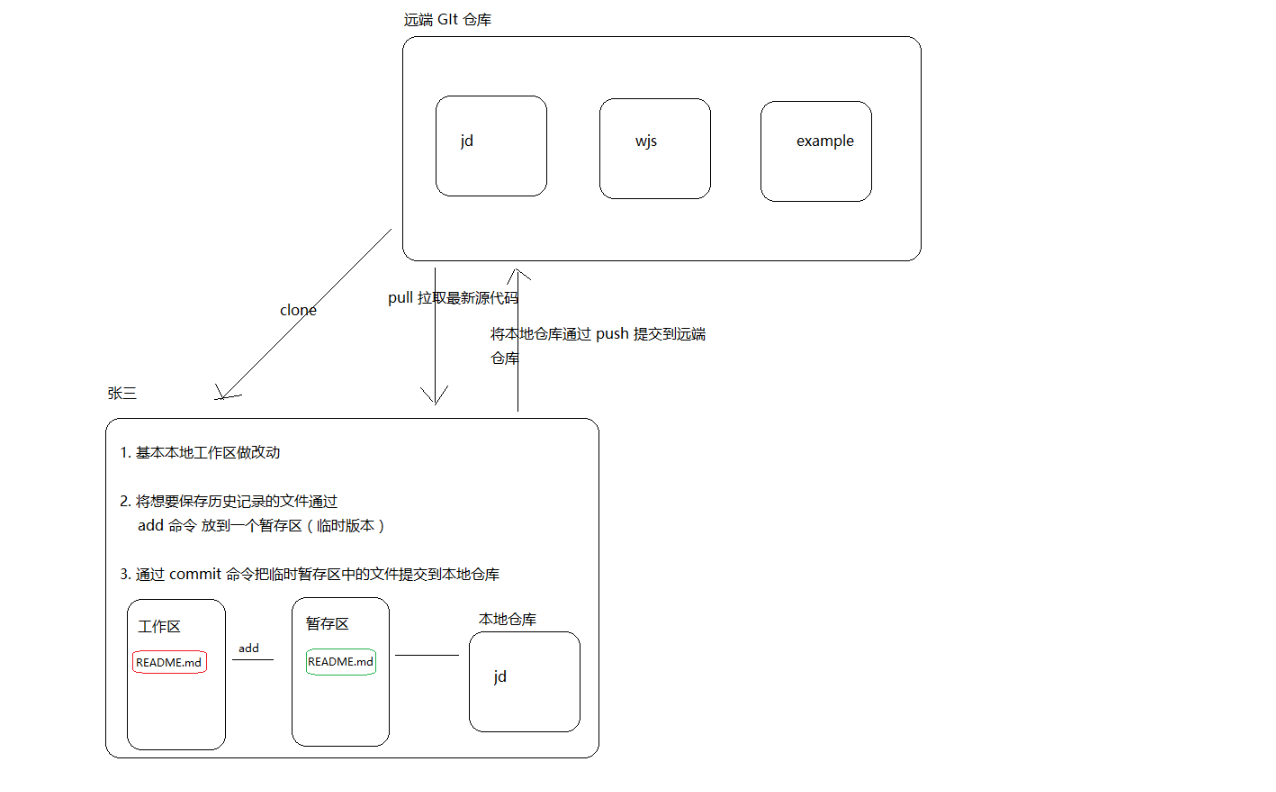 远端 GIt 仓库
jd
wjs
example
clone
pull 拉取最新源代码
将本地仓库通过 push 提交到远端
仓库
张三
1. 基本本地工作区做改动
2. 将想要保存历史记录的文件通过
add 命令 放到一个暂存区（临时版本）
3. 通过 commit 命令把临时暂存区中的文件提交到本地仓库
工作区
README.md
add
暂存区
README.md
本地仓库
jd